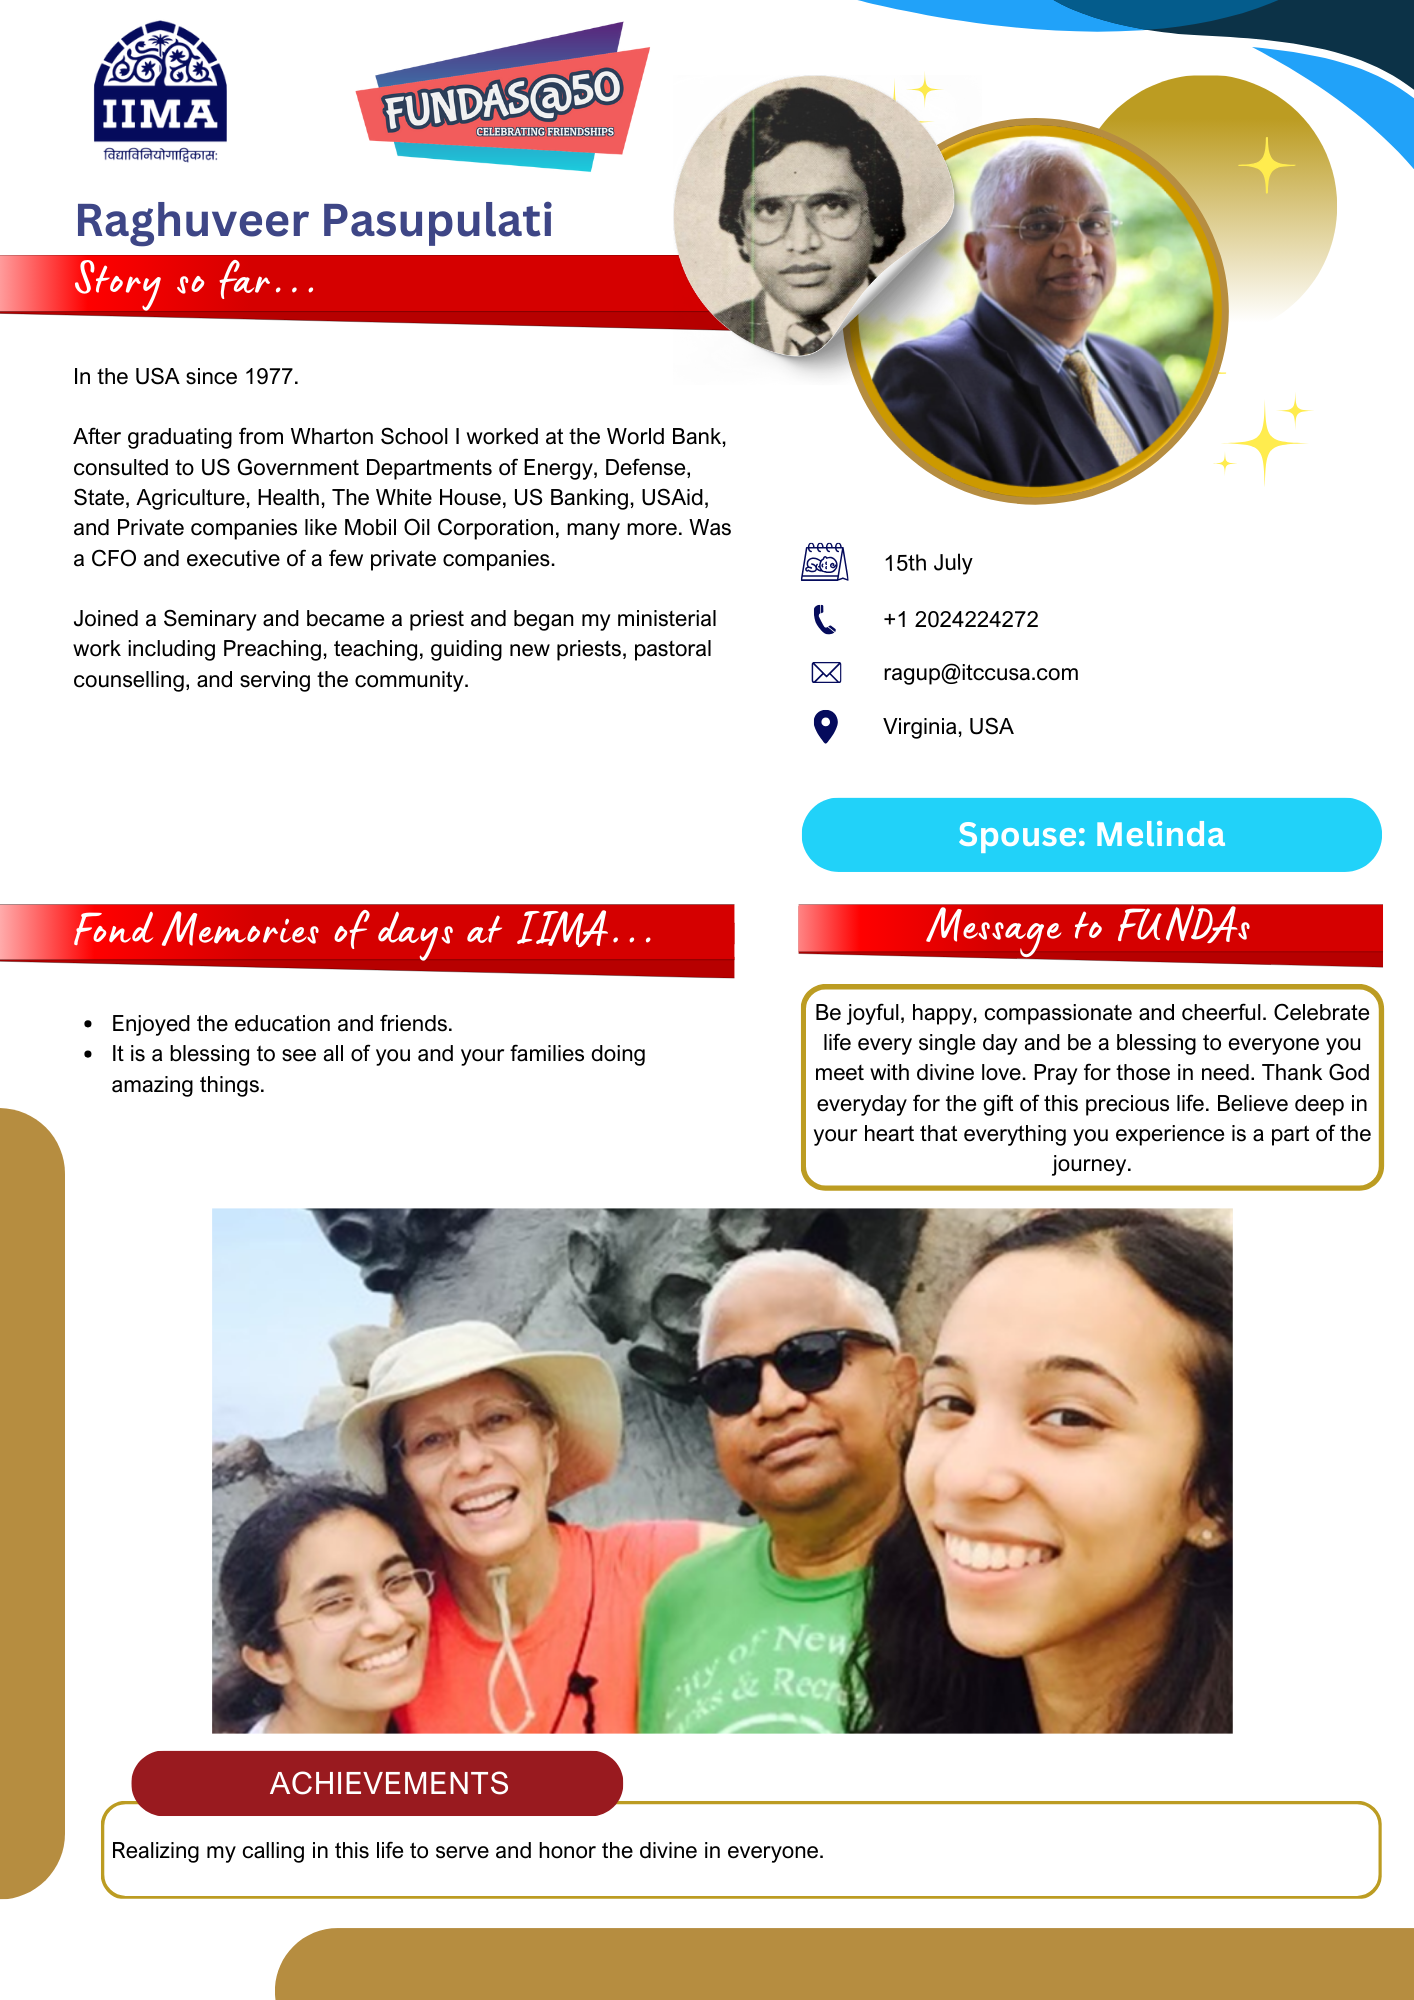 IIMA
विद्याविनियोगाद्विकास:
FUNDAS@50
CELEBRATING FRIENDSHIPS
Raghuveer Pasupulati
Story so far...
In the USA since 1977.
After graduating from Wharton School I worked at the World Bank,
consulted to US Government Departments of Energy, Defense,
State, Agriculture, Health, The White House, US Banking, USAid,
and Private companies like Mobil Oil Corporation, many more. Was
a CFO and executive of a few private companies.
Joined a Seminary and became a priest and began my ministerial
work including Preaching, teaching, guiding new priests, pastoral
counselling, and serving the community.
15th July
+1 2024224272
ragup@itccusa.com
Virginia, USA
Spouse: Melinda
Fond Memories of days at IIMA...
Enjoyed the education and friends.
It is a blessing to see all of you and your families doing
amazing things.
Message to FUNDAs
Be joyful, happy, compassionate and cheerful. Celebrate
life every single day and be a blessing to everyone you
meet with divine love. Pray for those in need. Thank God
everyday for the gift of this precious life. Believe deep in
your heart that everything you experience is a part of the
journey.
of New
& Recre
ACHIEVEMENTS
Realizing my calling in this life to serve and honor the divine in everyone.